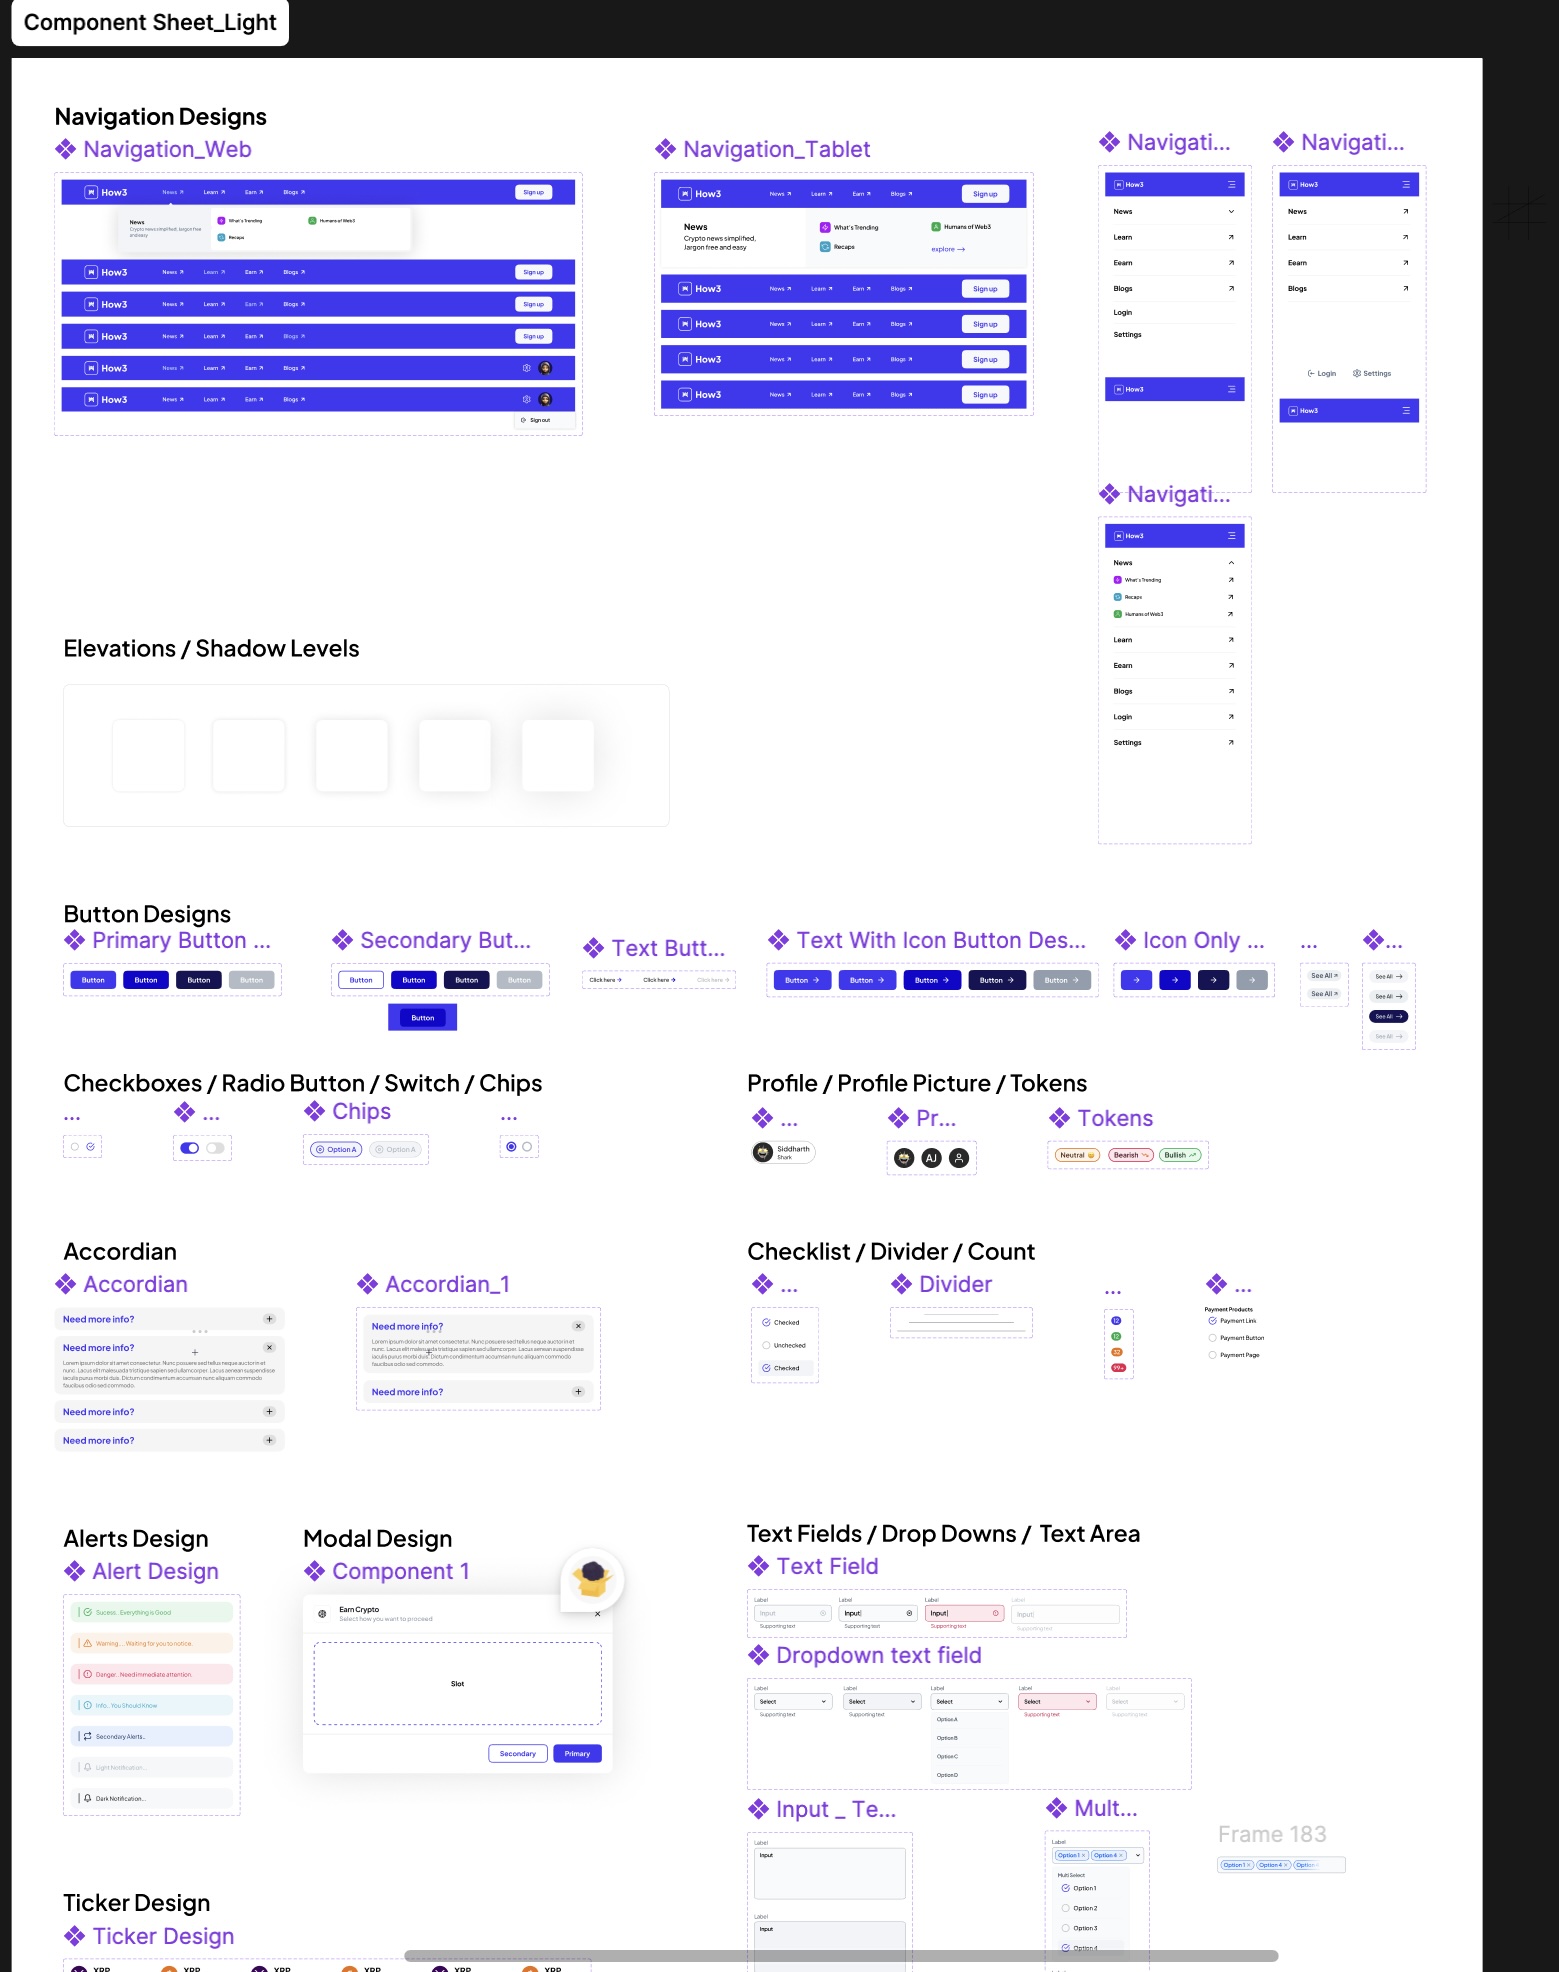 Component Sheet_Light
Navigation Designs
Navigation_Web
How3 News Learn Earn Blogs Sign up
News
Crypto news simplified, Jargon free and easy
What's Trending
Humans of Web3
Recaps
How3 News Learn Earn Blogs Sign up
How3 News Learn Earn Blogs Sign up
How3 News Learn Earn Blogs Sign up
How3 News Learn Earn Blogs
How3 News Learn Earn Blogs
Sign out
Navigation_Tablet
How3 News Learn Earn Blogs Sign up
News
Crypto news simplified,
Jargon free and easy
What's Trending
Humans of Web3
Recaps
explore
How3 News Learn Earn Blogs Sign up
How3 News Learn Earn Blogs Sign up
How3 News Learn Earn Blogs Sign up
How3 News Learn Earn Blogs Sign up
Navigati...
How3
News
Learn
Eearn
Blogs
Login
Settings
How3
Navigati...
How3
News
Learn
Earn
Blogs
Login Settings
How3
Navigati...
How3
News
What's Trending
Recaps
Humans of Web3
Learn
Eearn
Blogs
Login
Settings
Elevations / Shadow Levels
Button Designs
Primary Button ...
Button Button Button Button
Secondary But...
Button Button Button Button
Button
Text Butt...
Click here Click here Click here
Text With Icon Button Des...
Button Button Button Button Button
Icon Only ...
...
See All
See All
...
See All
See All
See All
See All
Checkboxes / Radio Button / Switch / Chips
...
...
Chips
Option A Option A
...
Profile / Profile Picture / Tokens
...
Siddharth
Shark
Pr...
AJ
Tokens
Neutral Bearish Bullish
Accordian
Accordian
Need more info?
Need more info?
Lorem ipsum dolor sit amet consectetur. Nunc posuere sed tellus neque auctor in et
nunc. Lacus et malesuada tristique sapien sed ullamcorper. Lacus aenean suspendisse
iaculis purus morbi duis. Dictum condimentum accumsan nunc aliquam commodo
faucibus odio sed commodo.
Need more info?
Need more info?
Accordian_1
Need more info?
Lorem ipsum dolor sit amet consectetur. Nunc posuere sed tellus neque auctor in et
nunc. Lacus et malesuada tristique sapien sed ullamcorper. Lacus aenean suspendisse
iaculis purus morbi duis. Dictum condimentum accumsan nunc aliquam commodo
faucibus odio sed commodo.
Need more info?
Checklist / Divider / Count
...
Checked
Unchecked
Checked
Divider
...
12
12
32
99+
...
Payment Products
Payment Link
Payment Button
Payment Page
Alerts Design
Alert Design
Sucess.. Everything is Good
Warning.... Waiting for you to notice.
Danger.. Need immediate attention.
Info.. You Should Know
Secondary Alerts..
Light Notification...
Dark Notification...
Modal Design
Component 1
Earn Crypto
Select how you want to proceed
Slot
Secondary Primary
Text Fields / Drop Downs / Text Area
Text Field
Label Label Label Label
Input Input Input Input
Supporting text Supporting text Supporting text Supporting text
Dropdown text field
Label Label Label Label Label
Select Select Select Select Select
Supporting text Supporting text Supporting text Supporting text
Option A
Option B
Option C
Option D
Input _ Te...
Label
Input
Label
Input
Mult...
Label
Option 1 Option 4
Multi Select
Option 1
Option 2
Option 3
Option 4
Frame 183
Option 1 Option 4 Option
Ticker Design
Ticker Design
XRP XRP XRP XRP XRP XRP